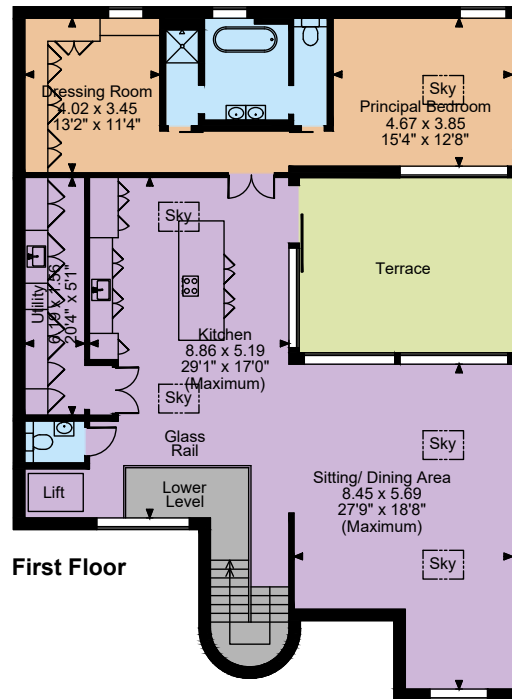 Dressing Room
4.02 x 3.45
13'2" x 11'4"
Sky
Principal Bedroom
4.67 x 3.85
15'4" x 12'8"
Sky
Terrace
Utility
6.19 x 1.56
20'4" x 5'1"
Kitchen
8.86 x 5.19
29'1" x 17'0"
(Maximum)
Sky
Glass
Rail
Sky
Lift
Lower
Level
Sitting/ Dining Area
8.45 x 5.69
27'9" x 18'8"
(Maximum)
Sky
First Floor